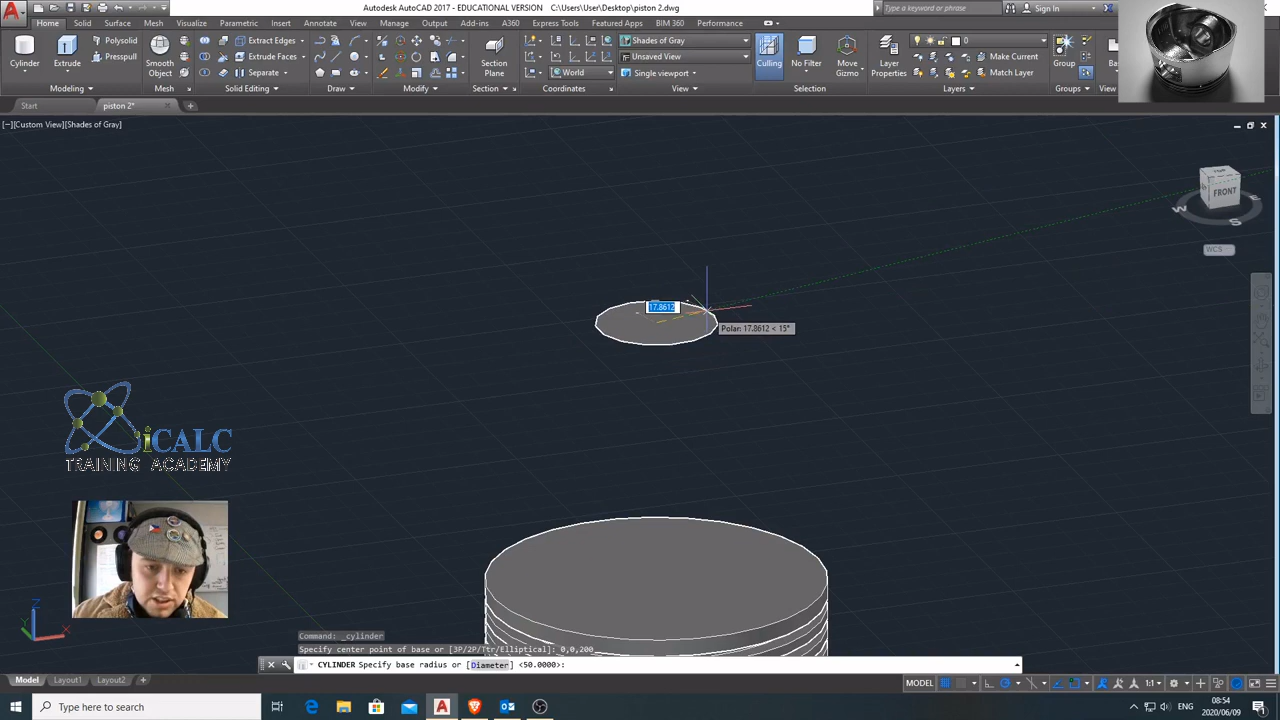 Autodesk AutoCAD 2017 - EDUCATIONAL VERSION C:\Users\User\Desktop\piston 2.dwg
Type a keyword or phrase
Sign In
Home Solid Surface Mesh Visualize Parametric Insert Annotate View Manage Output Add-ins A360 Express Tools Featured Apps BIM 360 Performance
Cylinder
Extrude
Polysolid
Presspull
Smooth Object
Extract Edges
Extrude Faces
Separate
Section Plane
World
Shades of Gray
Unsaved View
Single viewport
Culling
No Filter
Move Gizmo
Layer Properties
0
Make Current
Match Layer
Group
Modeling
Mesh
Solid Editing
Draw
Modify
Section
Coordinates
View
Selection
Layers
Groups
Start
piston 2*
[−][Custom View][Shades of Gray]
TOP
FRONT
W
S
E
WCS
17.8612
Polar: 17.8612 < 15°
iCALC
TRAINING ACADEMY
Z
Y
X
Command: _cylinder
Specify center point of base or [3P/2P/Ttr/Elliptical]: 0,0,200
CYLINDER Specify base radius or [Diameter] <50.0000>:
Model Layout1 Layout2
MODEL
1:1
Type here to search
ENG
08:54
2020/06/09